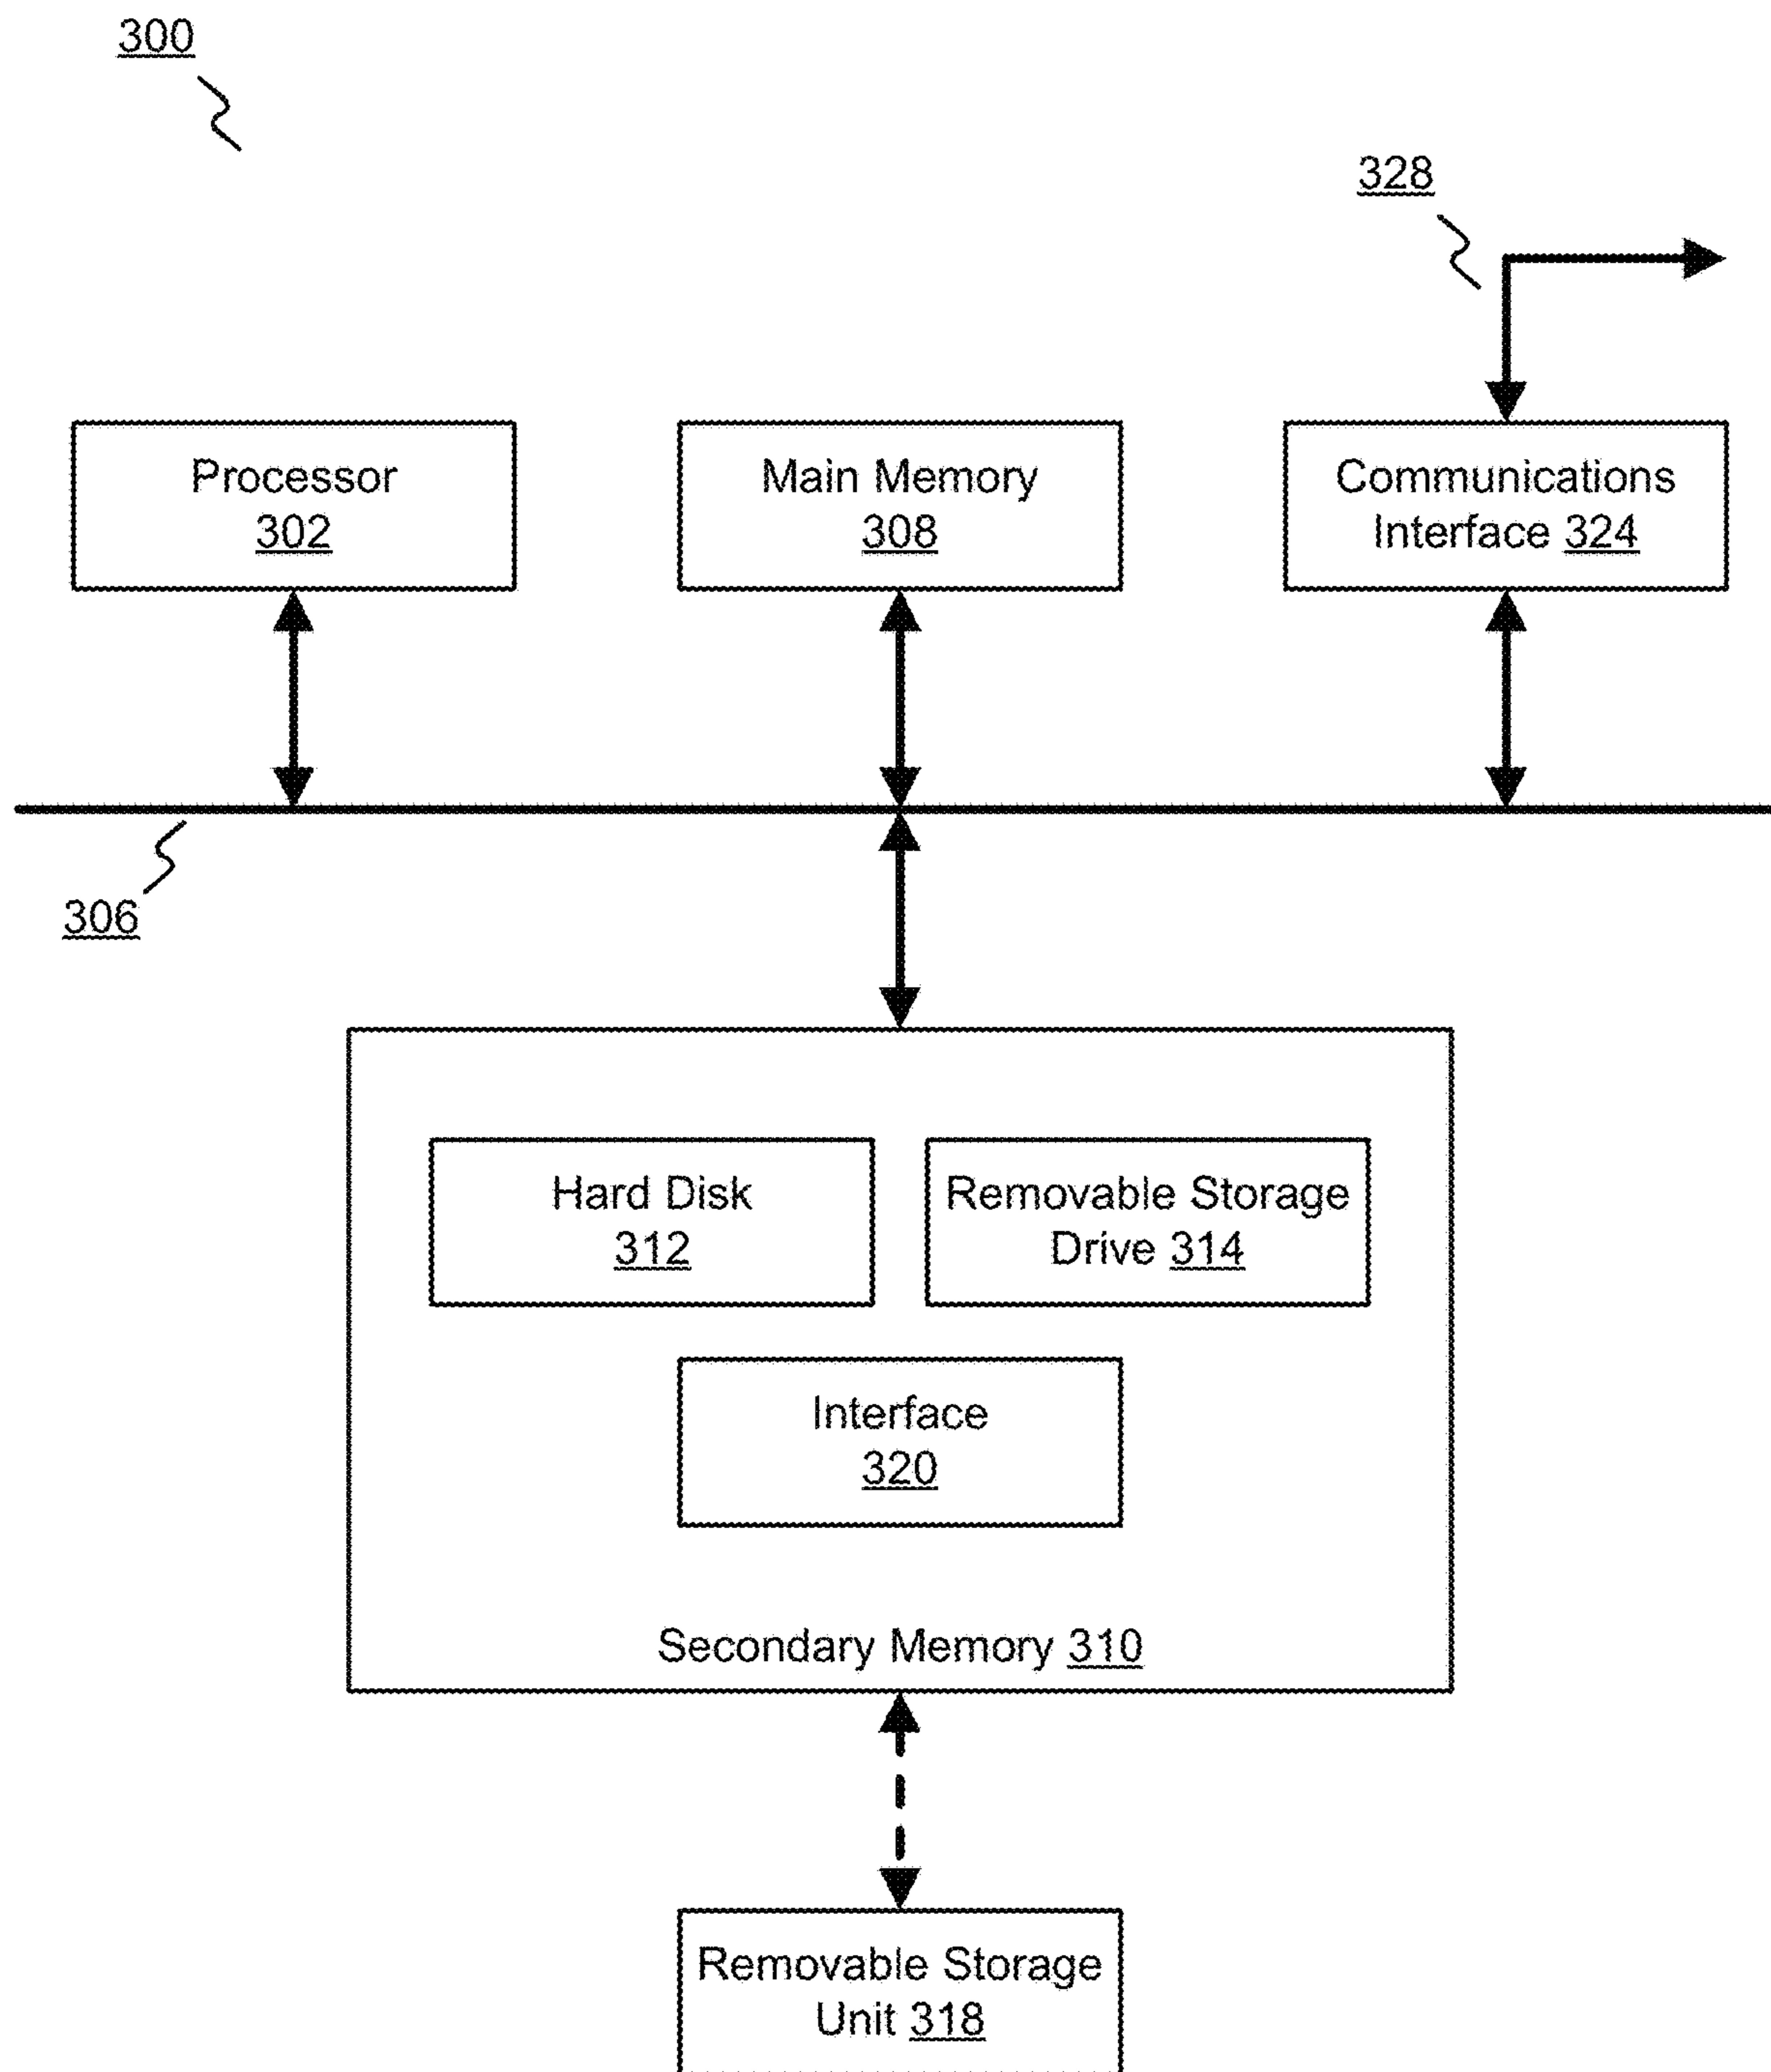 300
328
Processor
302
Main Memory
308
Communications
Interface 324
306
Hard Disk
312
Removable Storage
Drive 314
Interface
320
Secondary Memory 310
Removable Storage
Unit 318